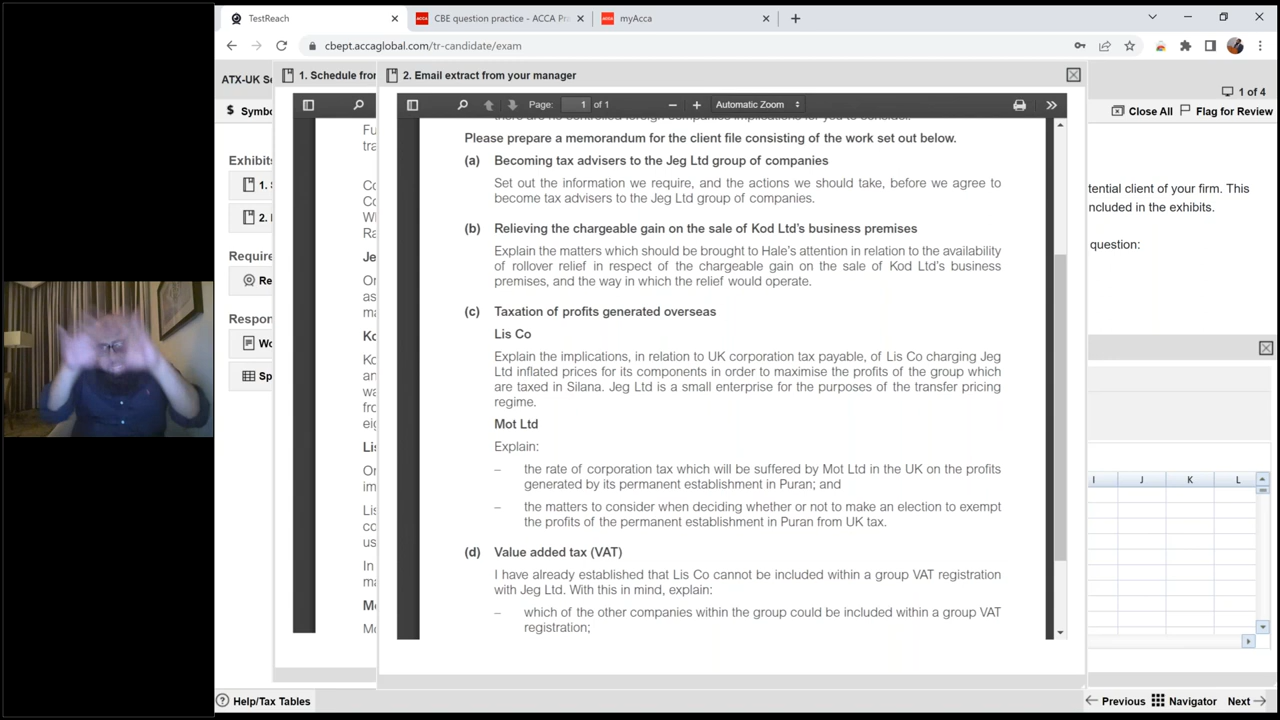 TestReach
CBE question practice - ACCA Pra
myAcca
cbept.accaglobal.com/tr-candidate/exam
ATX-UK Se
1. Schedule from
2. Email extract from your manager
1 of 4
$ Symbo
Page: 1 of 1
Automatic Zoom
Close All
Flag for Review
Exhibits
1.
2.
Require
Re
Respon
Wo
Sp
Please prepare a memorandum for the client file consisting of the work set out below.
(a) Becoming tax advisers to the Jeg Ltd group of companies
Set out the information we require, and the actions we should take, before we agree to
become tax advisers to the Jeg Ltd group of companies.
(b) Relieving the chargeable gain on the sale of Kod Ltd's business premises
Explain the matters which should be brought to Hale's attention in relation to the availability
of rollover relief in respect of the chargeable gain on the sale of Kod Ltd's business
premises, and the way in which the relief would operate.
(c) Taxation of profits generated overseas
Lis Co
Explain the implications, in relation to UK corporation tax payable, of Lis Co charging Jeg
Ltd inflated prices for its components in order to maximise the profits of the group which
are taxed in Silana. Jeg Ltd is a small enterprise for the purposes of the transfer pricing
regime.
Mot Ltd
Explain:
– the rate of corporation tax which will be suffered by Mot Ltd in the UK on the profits
generated by its permanent establishment in Puran; and
– the matters to consider when deciding whether or not to make an election to exempt
the profits of the permanent establishment in Puran from UK tax.
(d) Value added tax (VAT)
I have already established that Lis Co cannot be included within a group VAT registration
with Jeg Ltd. With this in mind, explain:
– which of the other companies within the group could be included within a group VAT
registration;
tential client of your firm. This
ncluded in the exhibits.
question:
I J K L
Help/Tax Tables
Previous
Navigator
Next